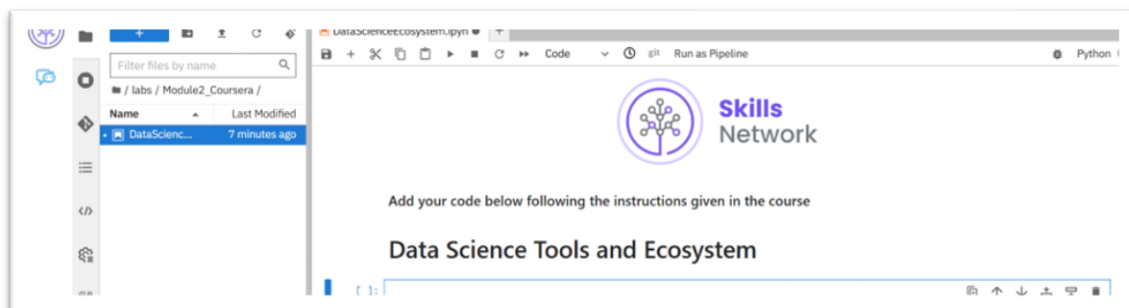 DataScienceEcosystem.ipyn
Code
git
Run as Pipeline
Python
Filter files by name
/ labs / Module2_Coursera /
Name
Last Modified
DataScienc...
7 minutes ago
Skills
Network
Add your code below following the instructions given in the course
Data Science Tools and Ecosystem
[ ]: